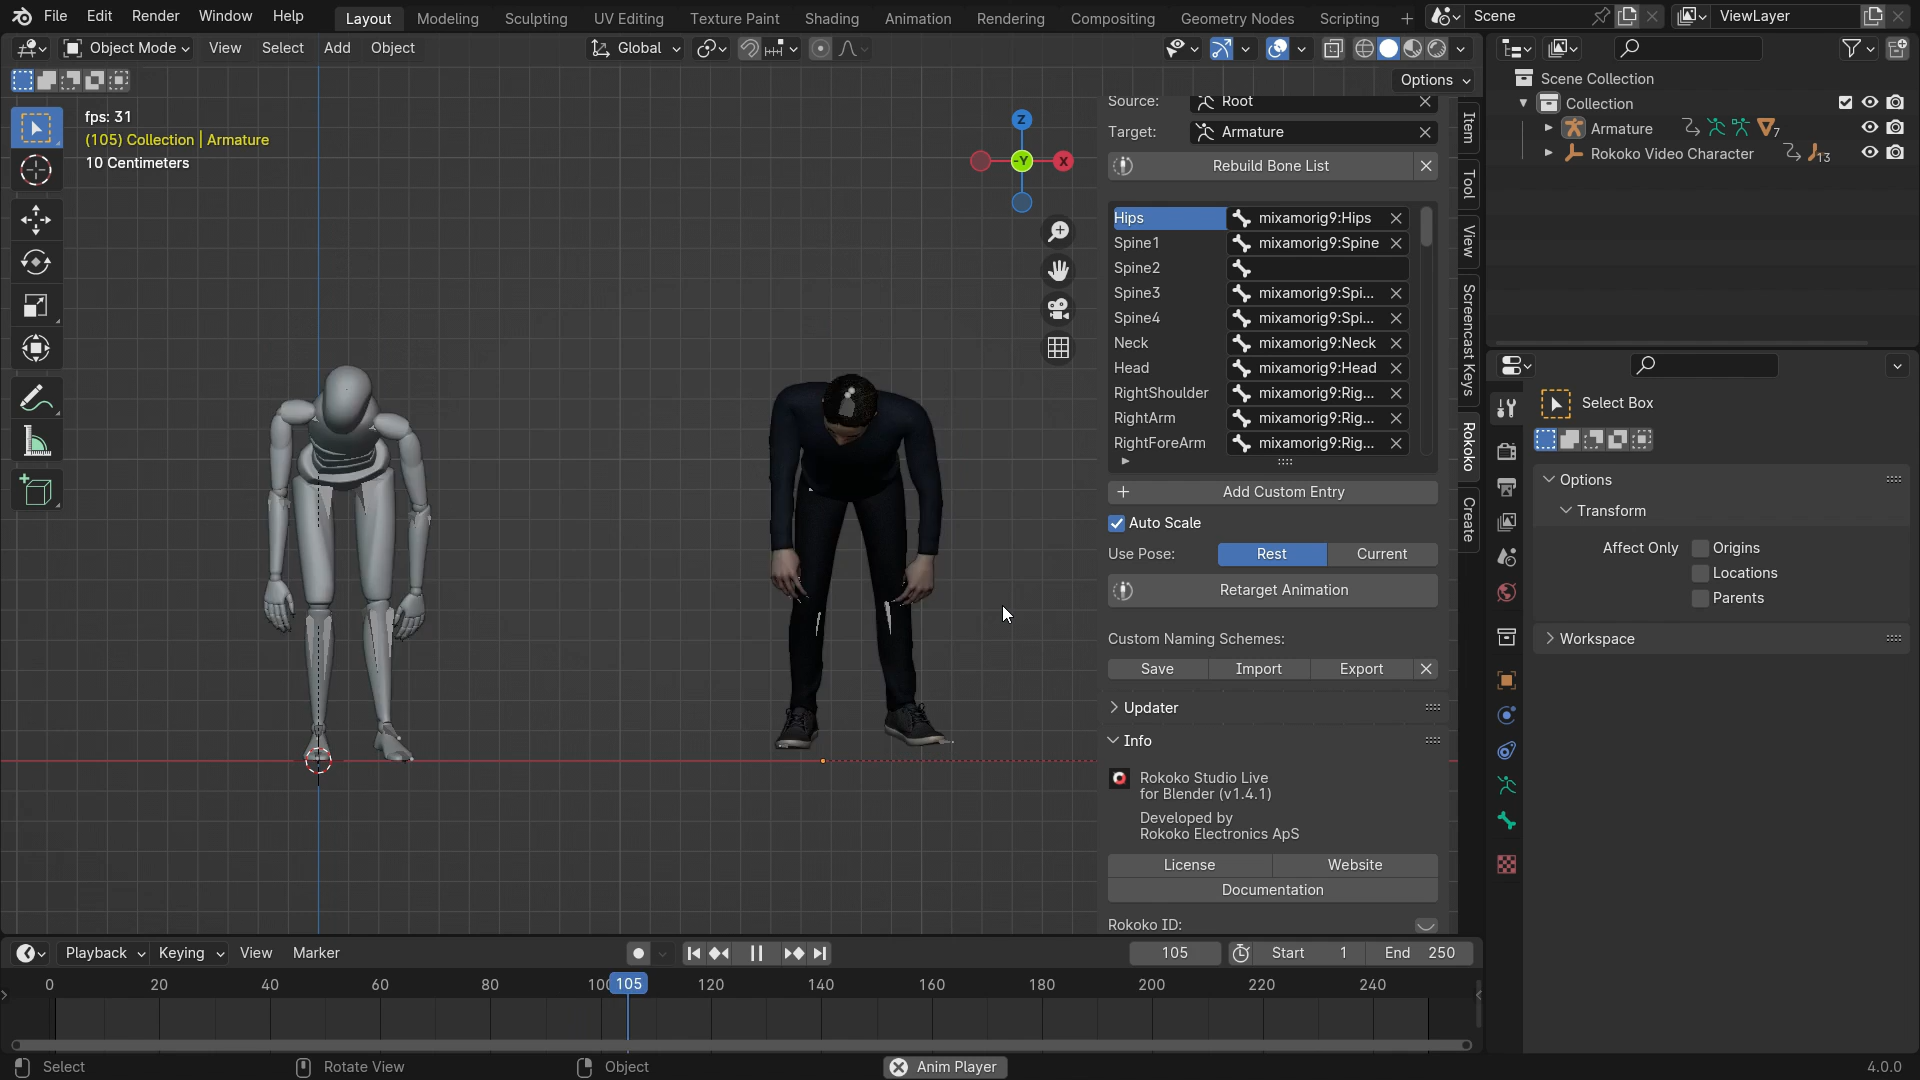 File Edit Render Window Help Layout Modeling Sculpting UV Editing Texture Paint Shading Animation Rendering Compositing Geometry Nodes Scripting + Scene ViewLayer
Object Mode View Select Add Object Global
Options
fps: 31
(105) Collection | Armature
10 Centimeters
Z
-Y
X
Source: Root
Target: Armature
Rebuild Bone List
Hips mixamorig9:Hips
Spine1 mixamorig9:Spine
Spine2
Spine3 mixamorig9:Spi...
Spine4 mixamorig9:Spi...
Neck mixamorig9:Neck
Head mixamorig9:Head
RightShoulder mixamorig9:Rig...
RightArm mixamorig9:Rig...
RightForeArm mixamorig9:Rig...
Add Custom Entry
Auto Scale
Use Pose: Rest Current
Retarget Animation
Custom Naming Schemes:
Save Import Export
Updater
Info
Rokoko Studio Live
for Blender (v1.4.1)
Developed by
Rokoko Electronics ApS
License Website
Documentation
Rokoko ID:
Item
Tool
View
Screencast Keys
Rokoko
Create
Scene Collection
Collection
Armature 7
Rokoko Video Character 13
Select Box
Options
Transform
Affect Only Origins
Locations
Parents
Workspace
Playback Keying View Marker 105 Start 1 End 250
0 20 40 60 80 100 105 120 140 160 180 200 220 240
Select Rotate View Object Anim Player 4.0.0